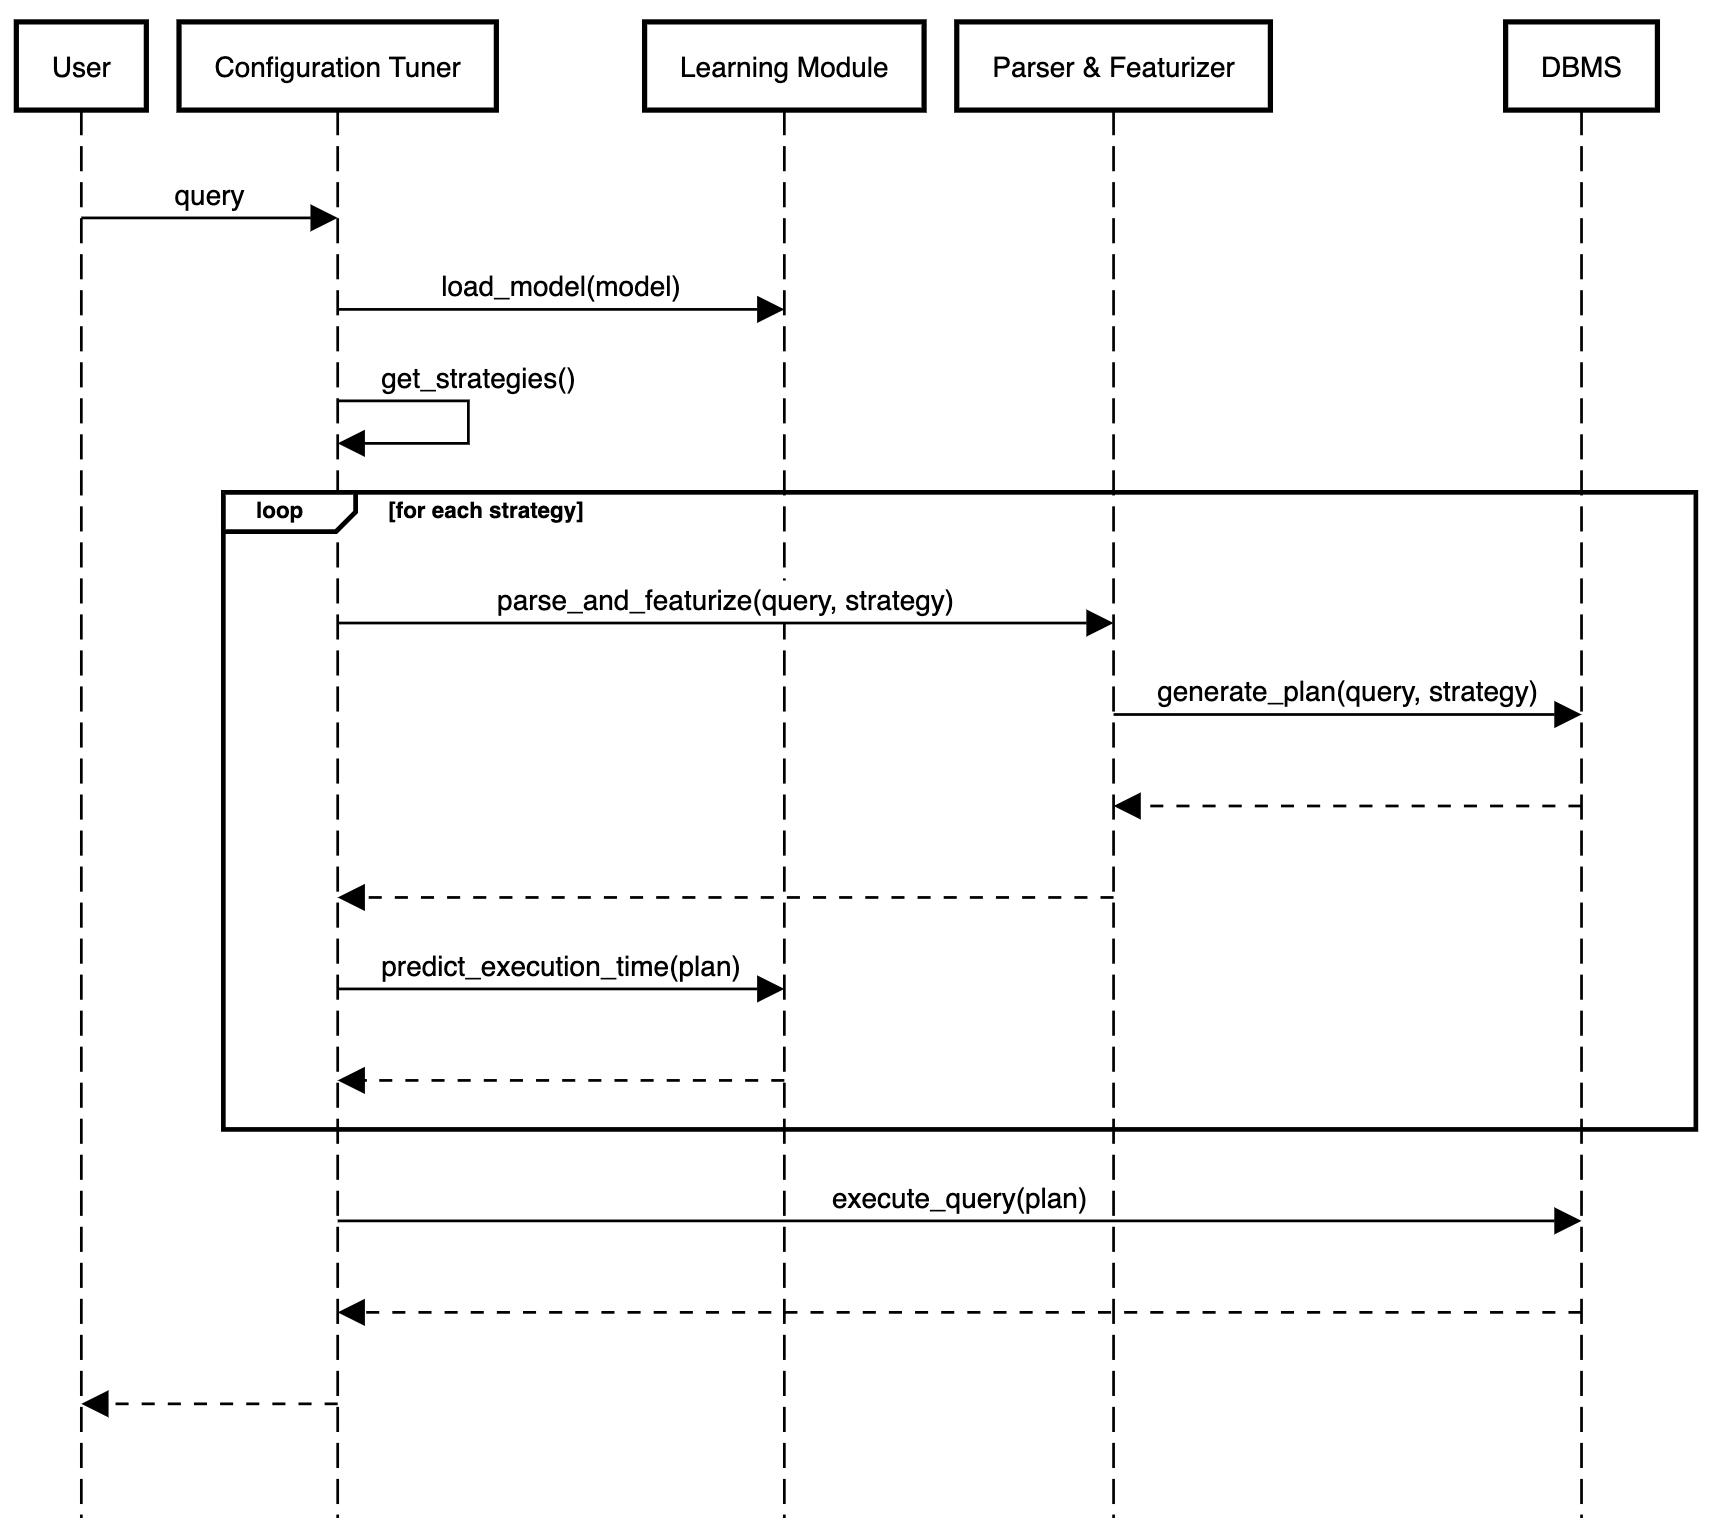 User
Configuration Tuner
Learning Module
Parser & Featurizer
DBMS
query
load_model(model)
get_strategies()
loop
[for each strategy]
parse_and_featurize(query, strategy)
generate_plan(query, strategy)
predict_execution_time(plan)
execute_query(plan)